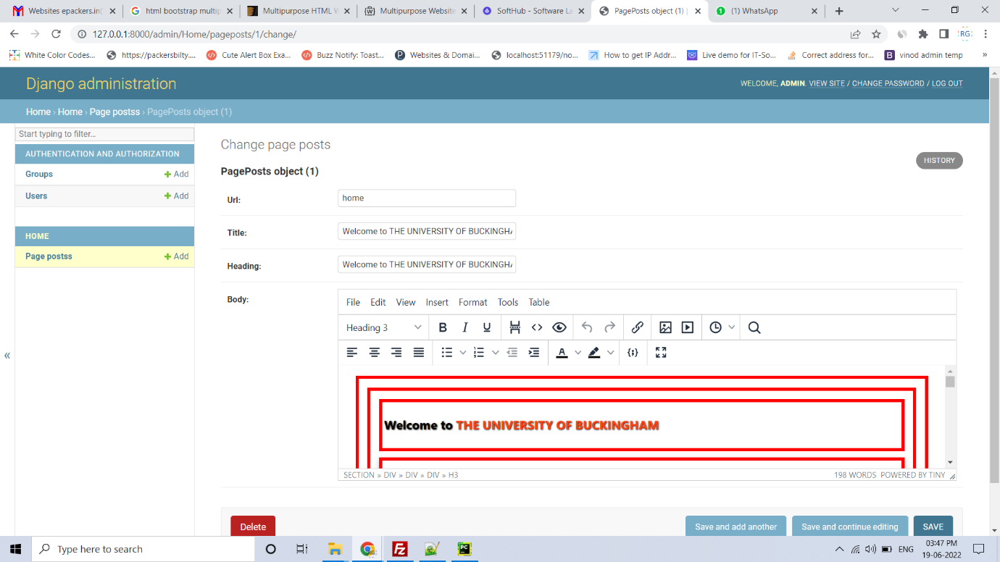 Websites epackers.in(
html bootstrap multip
Multipurpose HTML W
Multipurpose Website
SoftHub - Software La
PagePosts object (1) |
(1) WhatsApp
127.0.0.1:8000/admin/Home/pageposts/1/change/
RG
White Color Codes...
https://packersbilty....
Cute Alert Box Exa...
Buzz Notify: Toast...
Websites & Domai...
localhost:51179/no...
How to get IP Addr...
Live demo for IT-So...
Correct address for...
B vinod admin temp
»
Django administration
WELCOME, ADMIN. VIEW SITE / CHANGE PASSWORD / LOG OUT
Home › Home › Page postss › PagePosts object (1)
Start typing to filter...
AUTHENTICATION AND AUTHORIZATION
Groups + Add
Users + Add
HOME
Page postss + Add
«
Change page posts
HISTORY
PagePosts object (1)
Url: home
Title: Welcome to THE UNIVERSITY OF BUCKINGHA
Heading: Welcome to THE UNIVERSITY OF BUCKINGHA
Body:
File Edit View Insert Format Tools Table
Heading 3 B I U
A
Welcome to THE UNIVERSITY OF BUCKINGHAM
SECTION » DIV » DIV » DIV » H3 198 WORDS POWERED BY TINY
Delete Save and add another Save and continue editing SAVE
Type here to search
Fz
PC
ENG
03:47 PM
19-06-2022